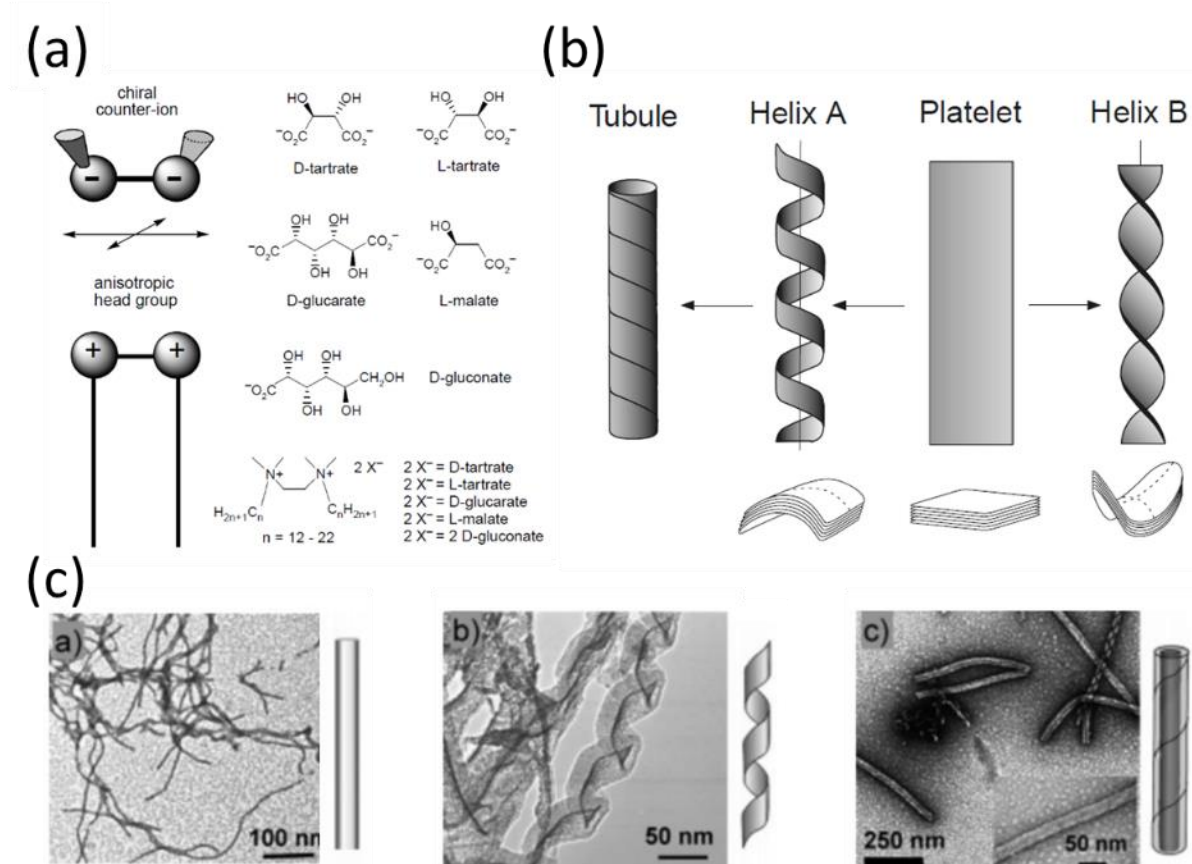 (a)
chiral
counter-ion
− −
anisotropic
head group
+ +
HO OH
⁻O₂C CO₂⁻
D-tartrate
HO OH
⁻O₂C CO₂⁻
L-tartrate
OH OH
⁻O₂C CO₂⁻
OH OH
D-glucarate
HO
⁻O₂C CO₂⁻
L-malate
OH OH
⁻O₂C CH₂OH
OH OH
D-gluconate
N+ N+ 2 X⁻
H2n+1Cn CnH2n+1
n = 12 - 22
2 X⁻ = D-tartrate
2 X⁻ = L-tartrate
2 X⁻ = D-glucarate
2 X⁻ = L-malate
2 X⁻ = 2 D-gluconate
(b)
Tubule Helix A Platelet Helix B
(c)
a)
100 nm
b)
50 nm
c)
250 nm
50 nm